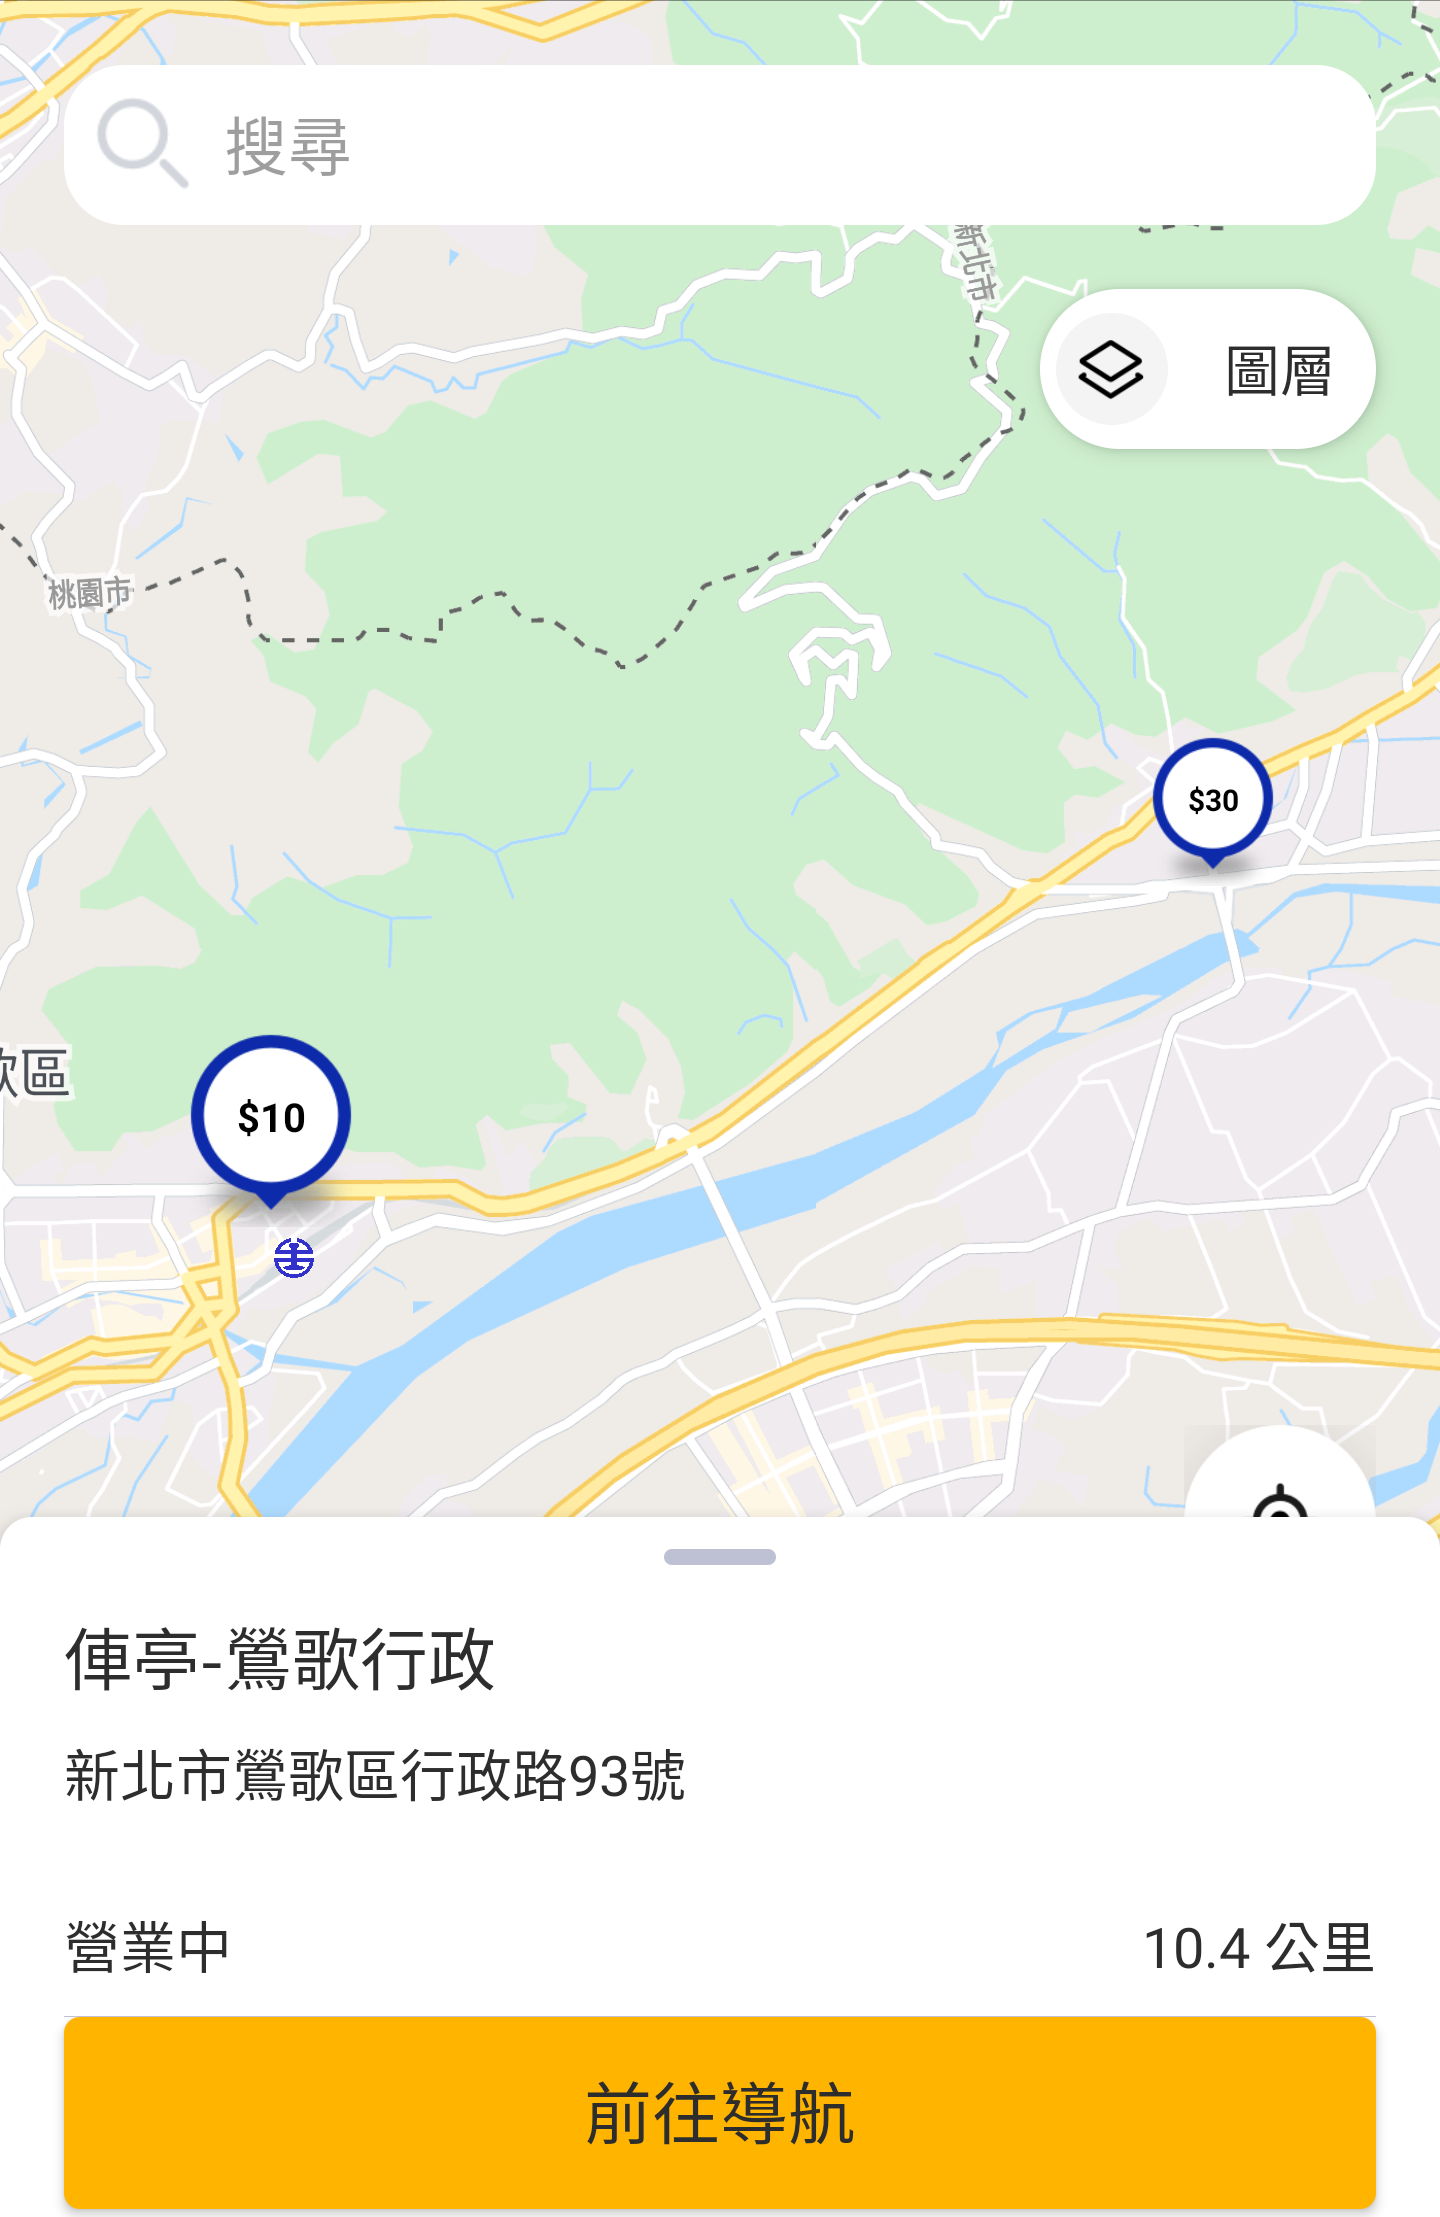 搜尋
新北市
圖層
桃園市
$30
歌區
$10
俥亭-鶯歌行政
新北市鶯歌區行政路93號
營業中
10.4 公里
前往導航